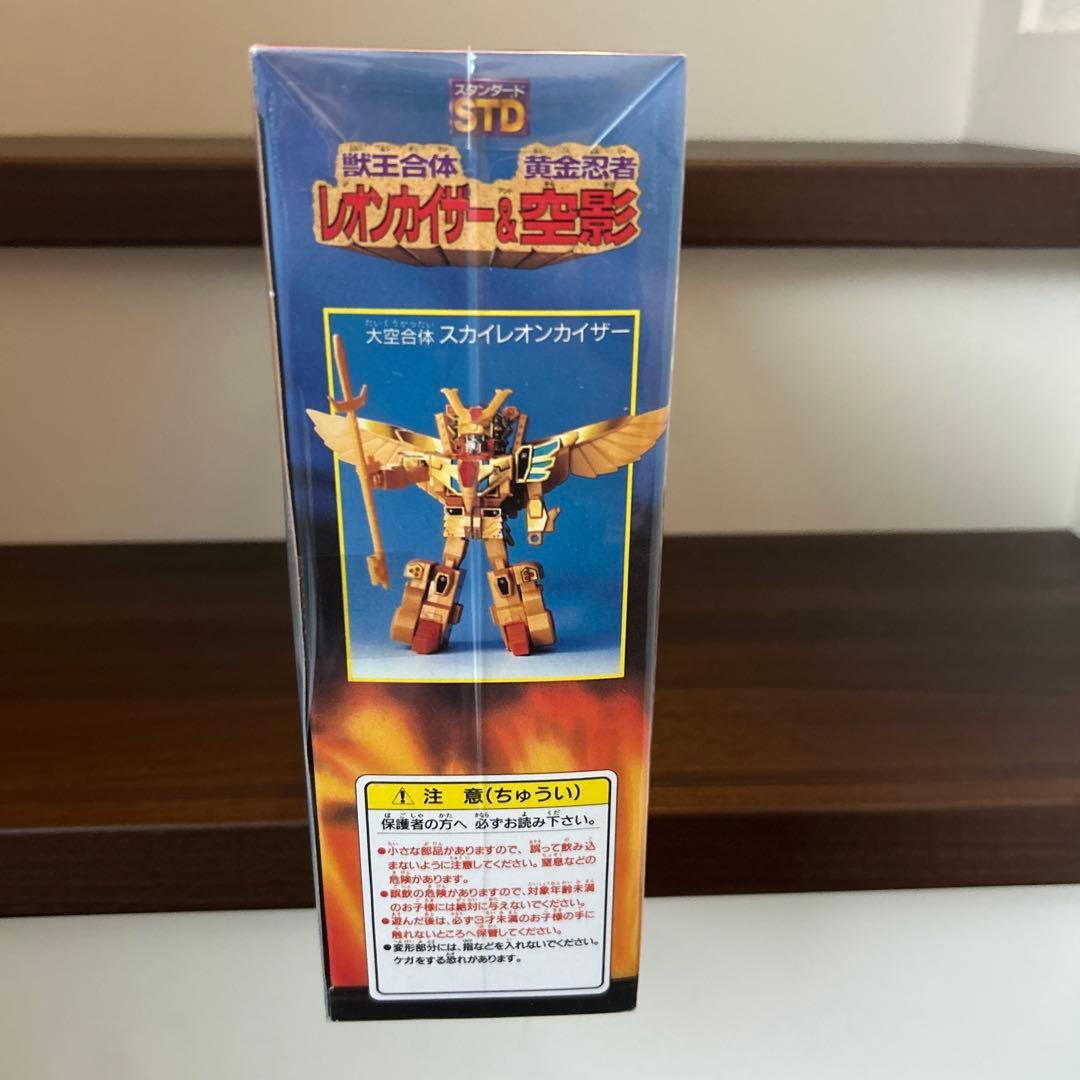 スタンダード
STD
獣王合体 黄金忍者
レオンカイザー&空影
だいくうがったい
大空合体 スカイレオンカイザー
⚠ 注 意(ちゅうい)
保護者の方へ 必ずお読み下さい。
●小さな部品がありますので、誤って飲み込
まないように注意してください。窒息などの
危険があります。
●誤飲の危険がありますので、対象年齢未満
のお子様には絶対に与えないでください。
●遊んだ後は、必ず3才未満のお子様の手に
触れないところへ保管してください。
●変形部分には、指などを入れないでください。
ケガをする恐れがあります。